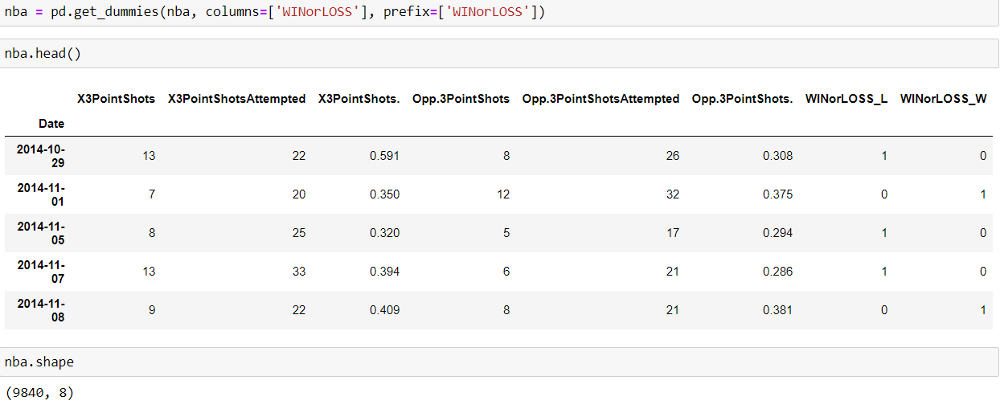 nba = pd.get_dummies(nba, columns=['WINorLOSS'], prefix=['WINorLOSS'])
nba.head()
X3PointShots X3PointShotsAttempted X3PointShots. Opp.3PointShots Opp.3PointShotsAttempted Opp.3PointShots. WINorLOSS_L WINorLOSS_W
Date
2014-10-
29 13 22 0.591 8 26 0.308 1 0
2014-11-
01 7 20 0.350 12 32 0.375 0 1
2014-11-
05 8 25 0.320 5 17 0.294 1 0
2014-11-
07 13 33 0.394 6 21 0.286 1 0
2014-11-
08 9 22 0.409 8 21 0.381 0 1
nba.shape
(9840, 8)